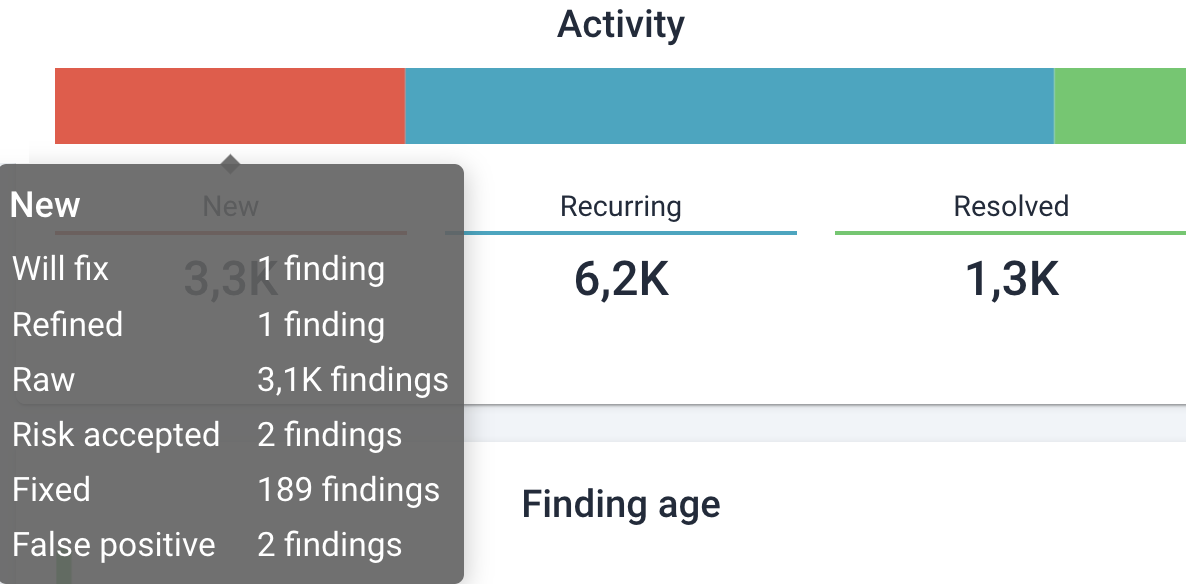 Activity
New
New
Recurring
Resolved
3,3K
6,2K
1,3K
Will fix 1 finding
Refined 1 finding
Raw 3,1K findings
Risk accepted 2 findings
Fixed 189 findings
False positive 2 findings
Finding age